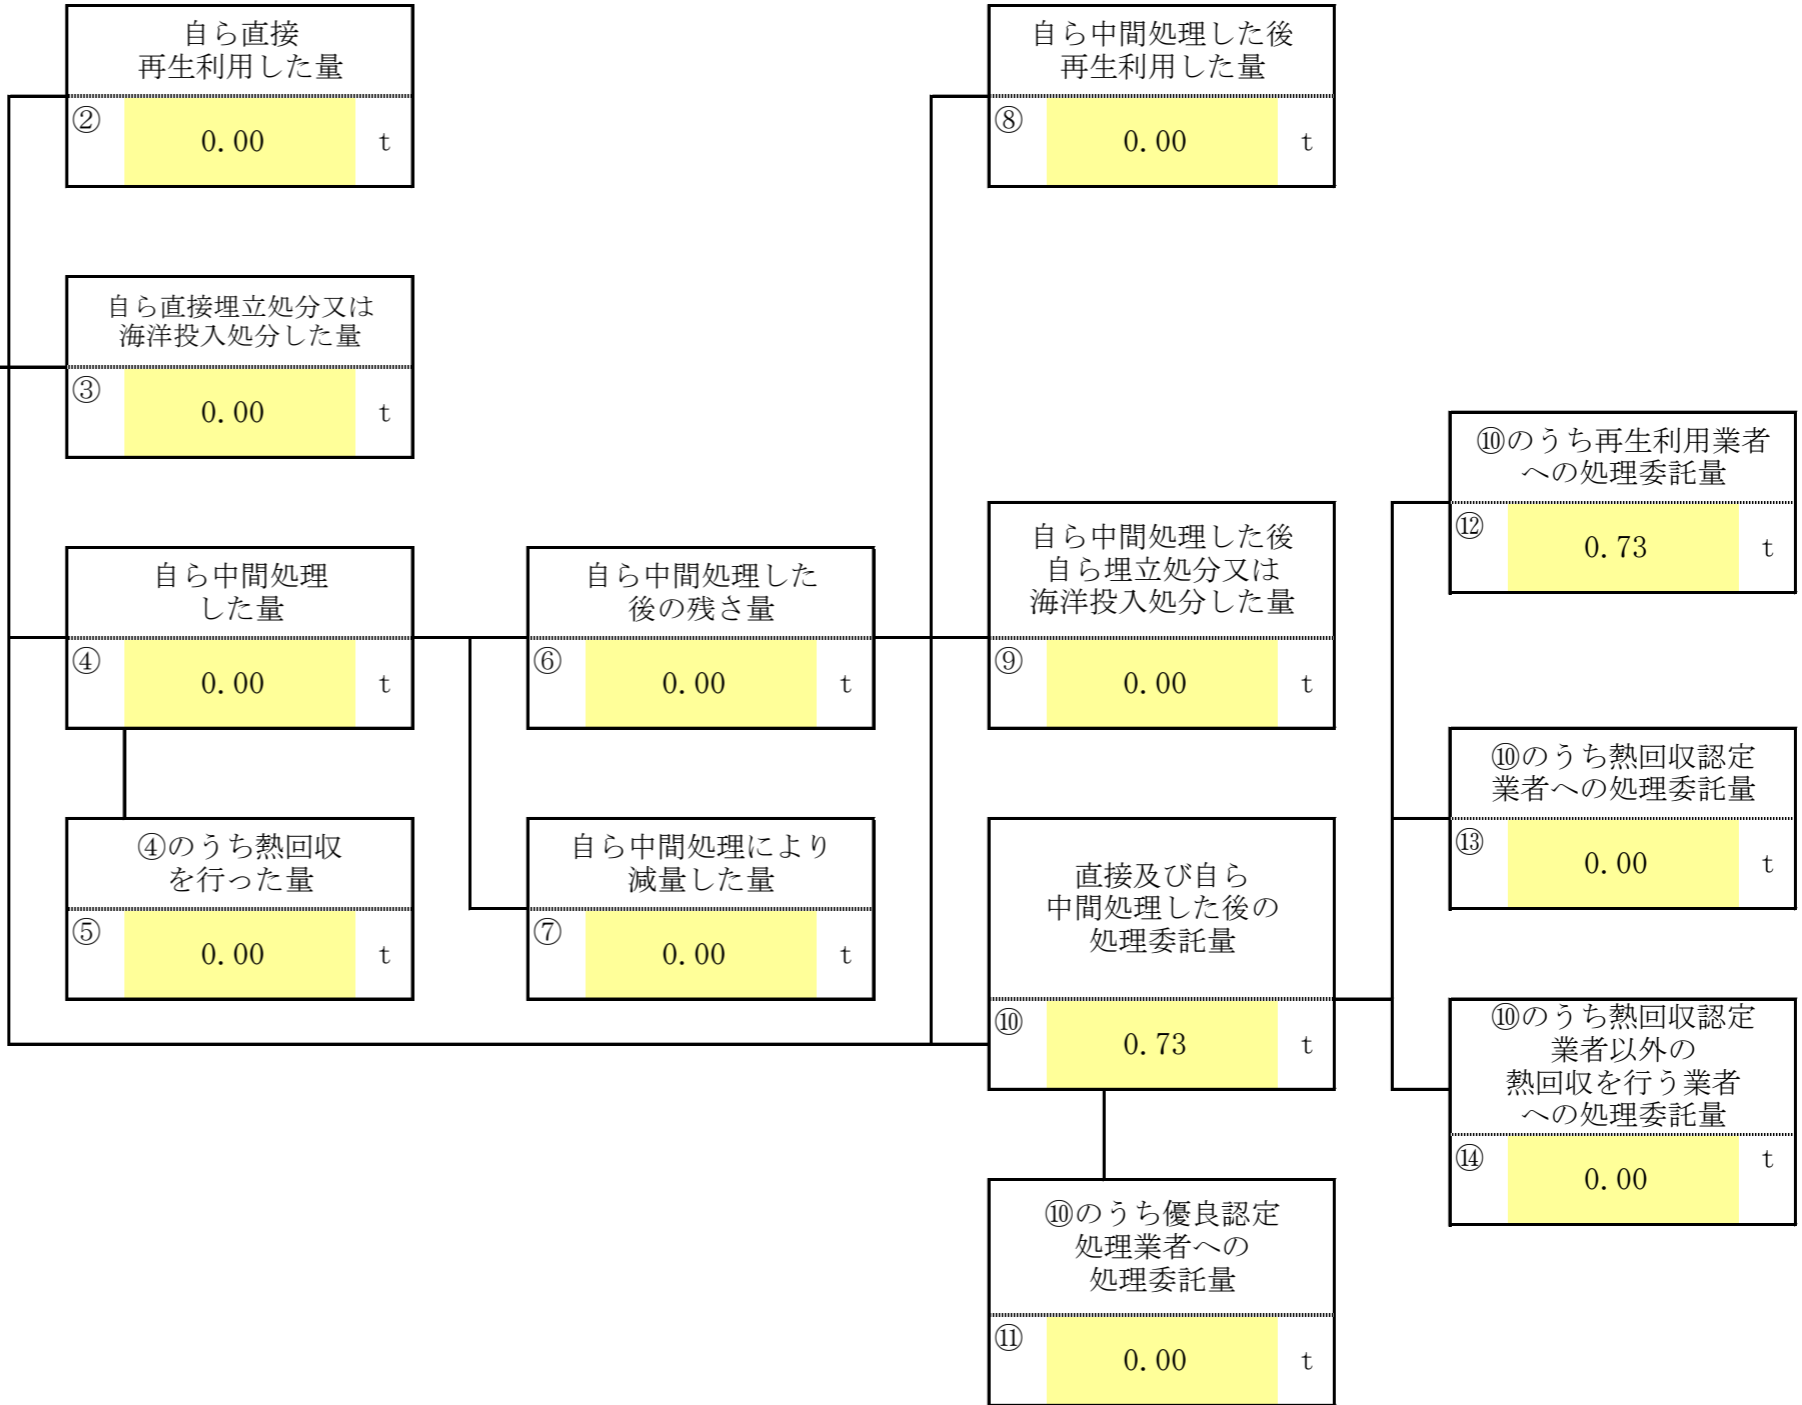 自ら直接
再生利用した量
②
0.00
t
自ら中間処理した後
再生利用した量
⑧
0.00
t
自ら直接埋立処分又は
海洋投入処分した量
③
0.00
t
⑩のうち再生利用業者
への処理委託量
⑫
0.73
t
自ら中間処理
した量
④
0.00
t
自ら中間処理した
後の残さ量
⑥
0.00
t
自ら中間処理した後
自ら埋立処分又は
海洋投入処分した量
⑨
0.00
t
⑩のうち熱回収認定
業者への処理委託量
⑬
0.00
t
④のうち熱回収
を行った量
⑤
0.00
t
自ら中間処理により
減量した量
⑦
0.00
t
直接及び自ら
中間処理した後の
処理委託量
⑩
0.73
t
⑩のうち熱回収認定
業者以外の
熱回収を行う業者
への処理委託量
⑭
0.00
t
⑩のうち優良認定
処理業者への
処理委託量
⑪
0.00
t